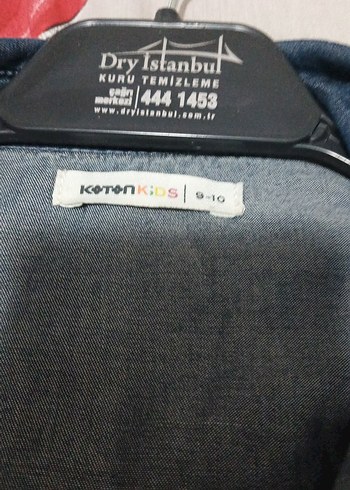 Dry Istanbul
KURU TEMİZLEME
çağrı
merkezi 444 1453
www.dryistanbul.com.tr
KOTON KiDS 9-10